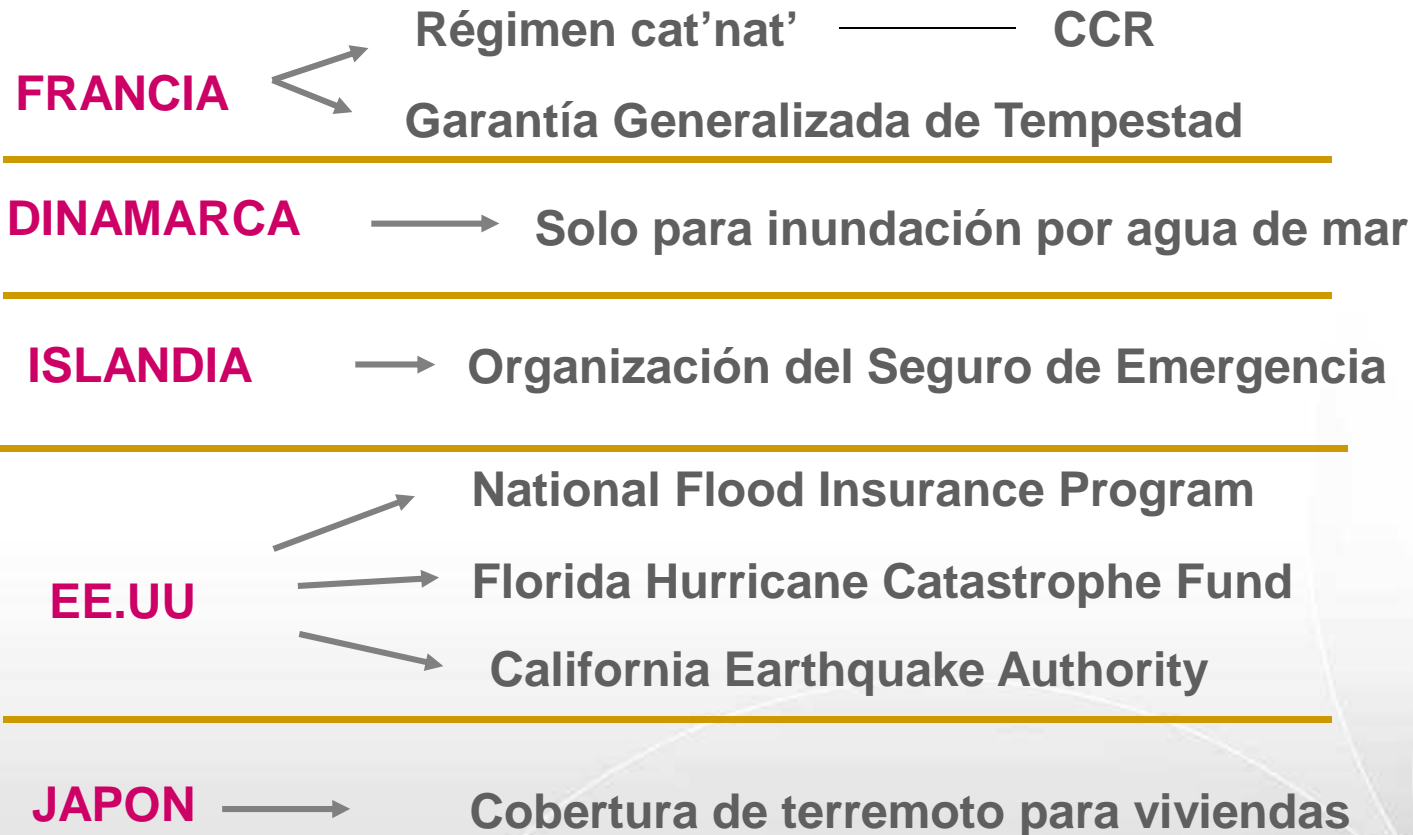 Régimen cat’nat’ CCR
FRANCIA
Garantía Generalizada de Tempestad
DINAMARCA
Solo para inundación por agua de mar
ISLANDIA
Organización del Seguro de Emergencia
National Flood Insurance Program
Florida Hurricane Catastrophe Fund
EE.UU
California Earthquake Authority
JAPON
Cobertura de terremoto para viviendas